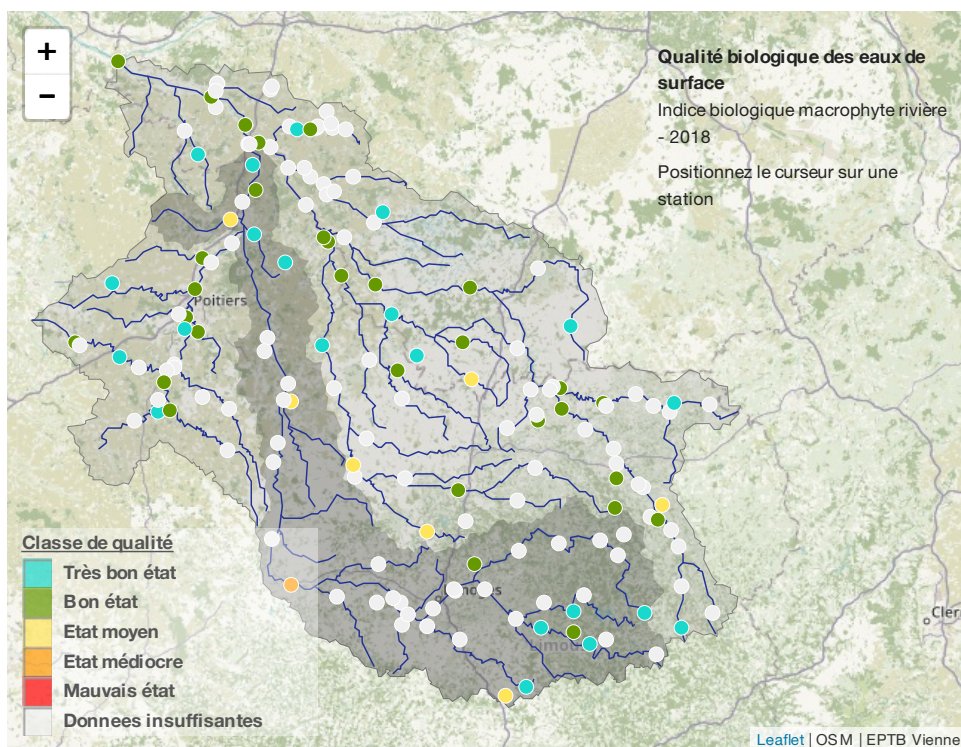 +
−
Qualité biologique des eaux de
surface
Indice biologique macrophyte rivière
- 2018
Positionnez le curseur sur une
station
Poitiers
Classe de qualité
Très bon état
Bon état
Etat moyen
Etat médiocre
Mauvais état
Donnees insuffisantes
Leaflet | OSM | EPTB Vienne